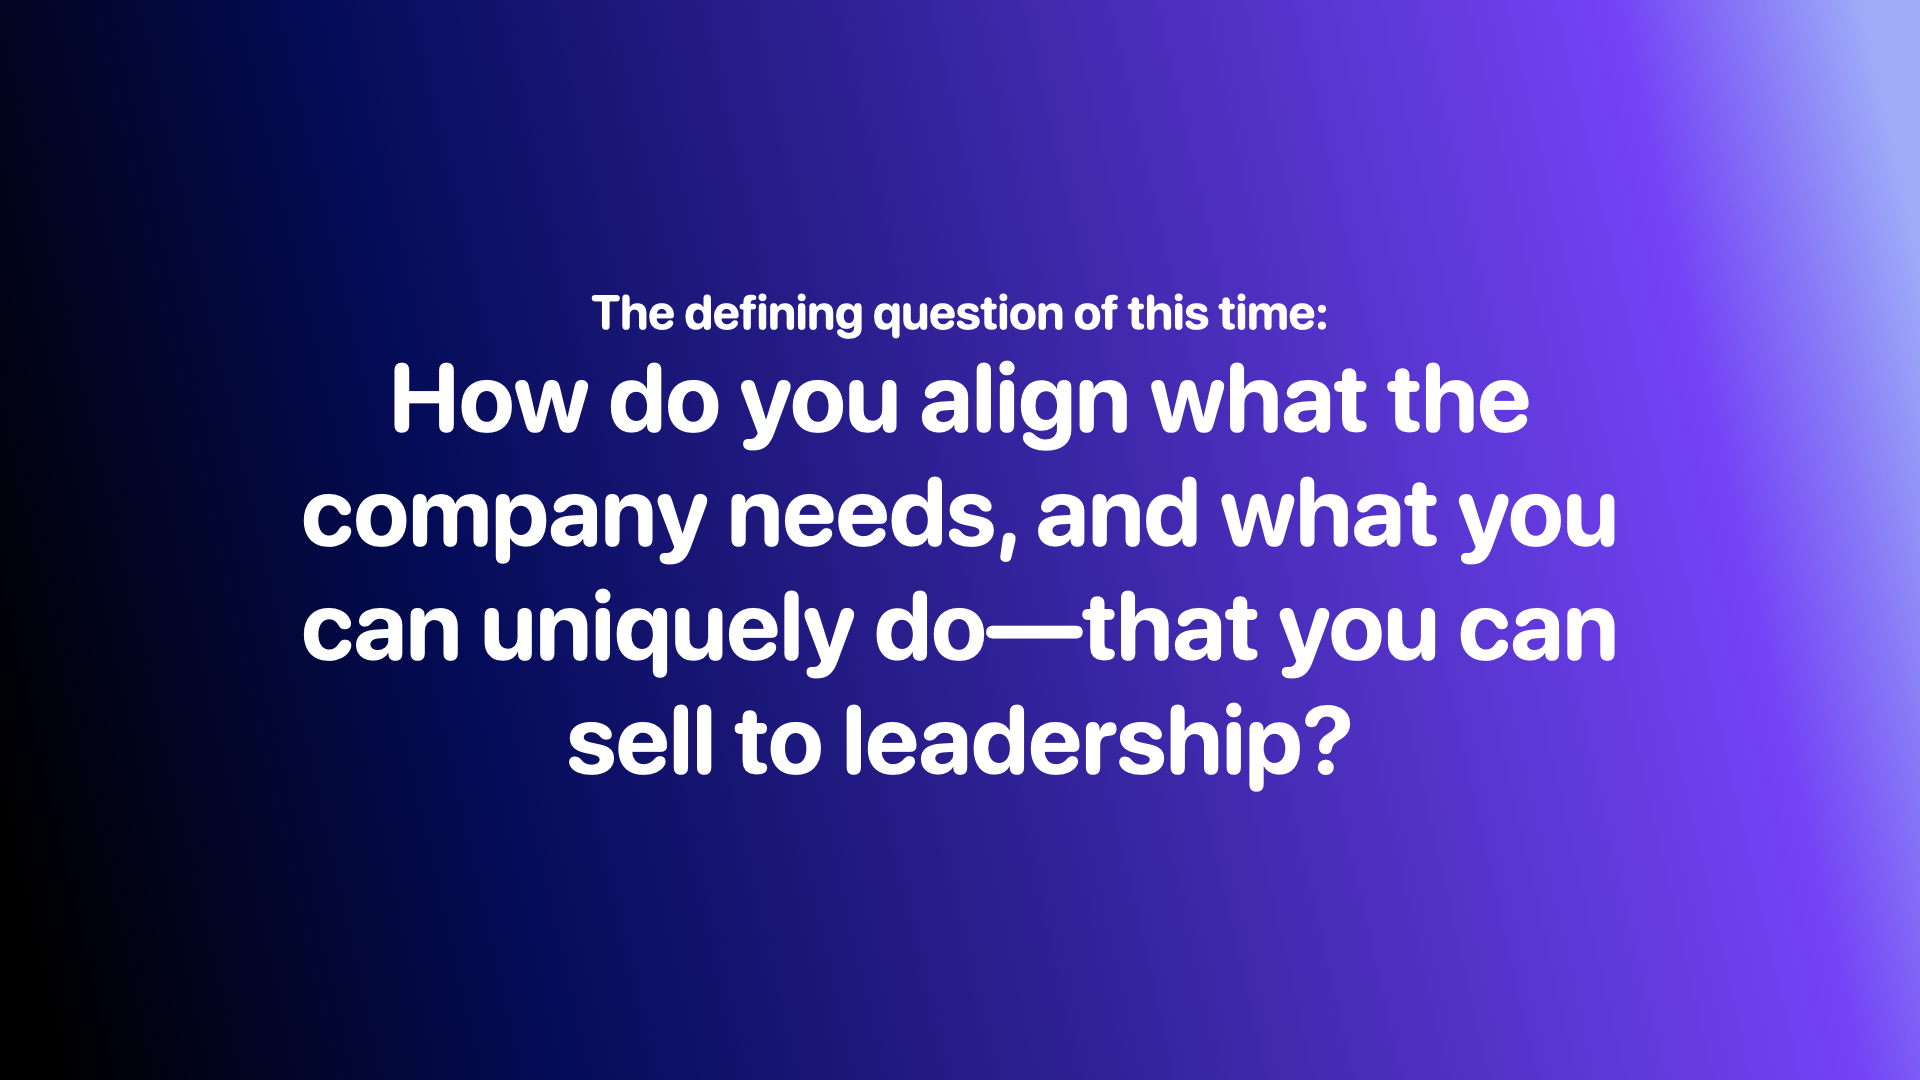 The defining question of this time:
How do you align what the
company needs, and what you
can uniquely do—that you can
sell to leadership?